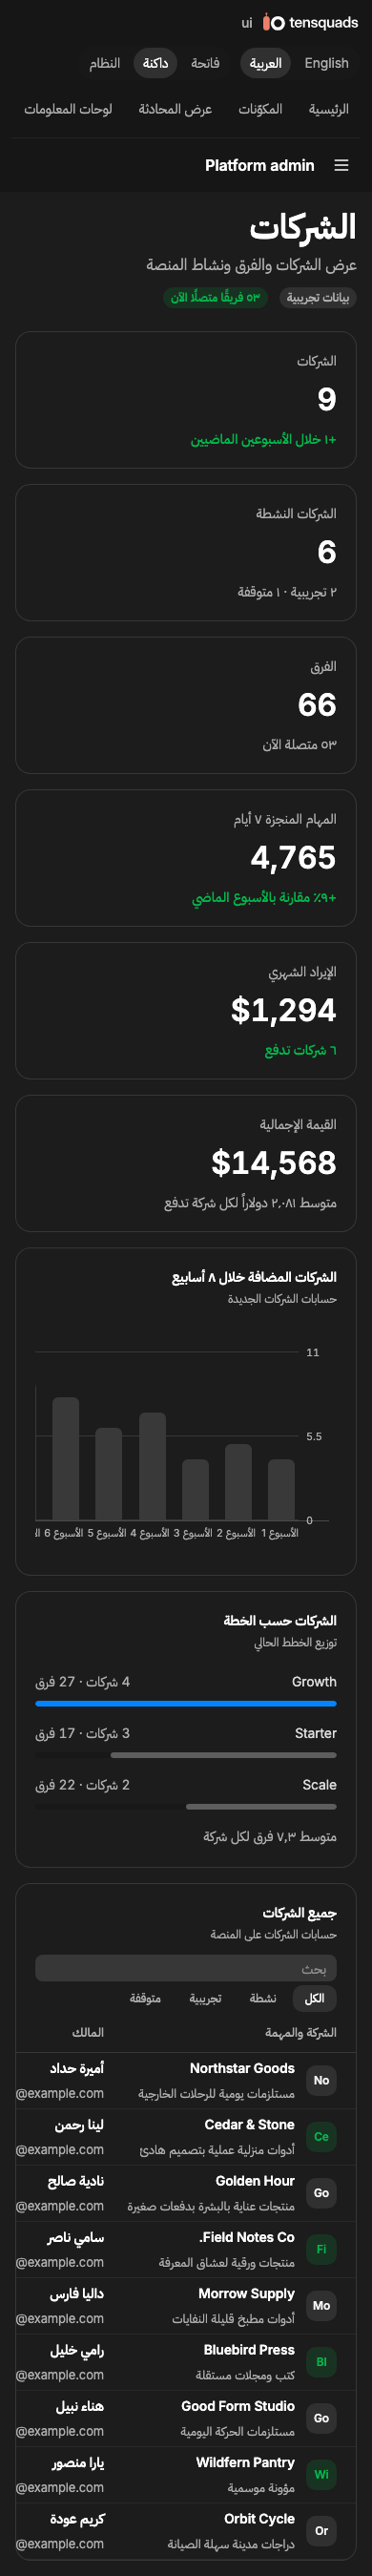 tensquads ui
English العربية فاتحة داكنة النظام
الرئيسية المكوّنات عرض المحادثة لوحات المعلومات
Platform admin
الشركات
عرض الشركات والفرق ونشاط المنصة
بيانات تجريبية ٥٣ فريقًا متصلًا الآن
الشركات
9
+١ خلال الأسبوعين الماضيين
الشركات النشطة
6
٢ تجريبية · ١ متوقفة
الفرق
66
٥٣ متصلة الآن
المهام المنجزة ٧ أيام
4,765
+٩٪ مقارنة بالأسبوع الماضي
الإيراد الشهري
$1,294
٦ شركات تدفع
القيمة الإجمالية
$14,568
متوسط ٢,٠٨١ دولاراً لكل شركة تدفع
الشركات المضافة خلال ٨ أسابيع
حسابات الشركات الجديدة
11
5.5
0
الأسبوع 1 الأسبوع 2 الأسبوع 3 الأسبوع 4 الأسبوع 5 الأسبوع 6
الشركات حسب الخطة
توزيع الخطط الحالي
Growth 4 شركات · 27 فرق
Starter 3 شركات · 17 فرق
Scale 2 شركات · 22 فرق
متوسط ٧,٣ فرق لكل شركة
جميع الشركات
حسابات الشركات على المنصة
بحث
الكل نشطة تجريبية متوقفة
الشركة والمهمة المالك
No Northstar Goods أميرة حداد
مستلزمات يومية للرحلات الخارجية @example.com
Ce Cedar & Stone لينا رحمن
أدوات منزلية عملية بتصميم هادئ @example.com
Go Golden Hour نادية صالح
منتجات عناية بالبشرة بدفعات صغيرة @example.com
Fi Field Notes Co. سامي ناصر
منتجات ورقية لعشاق المعرفة @example.com
Mo Morrow Supply داليا فارس
أدوات مطبخ قليلة النفايات @example.com
Bl Bluebird Press رامي خليل
كتب ومجلات مستقلة @example.com
Go Good Form Studio هناء نبيل
مستلزمات الحركة اليومية @example.com
Wi Wildfern Pantry يارا منصور
مؤونة موسمية @example.com
Or Orbit Cycle كريم عودة
دراجات مدينة سهلة الصيانة @example.com